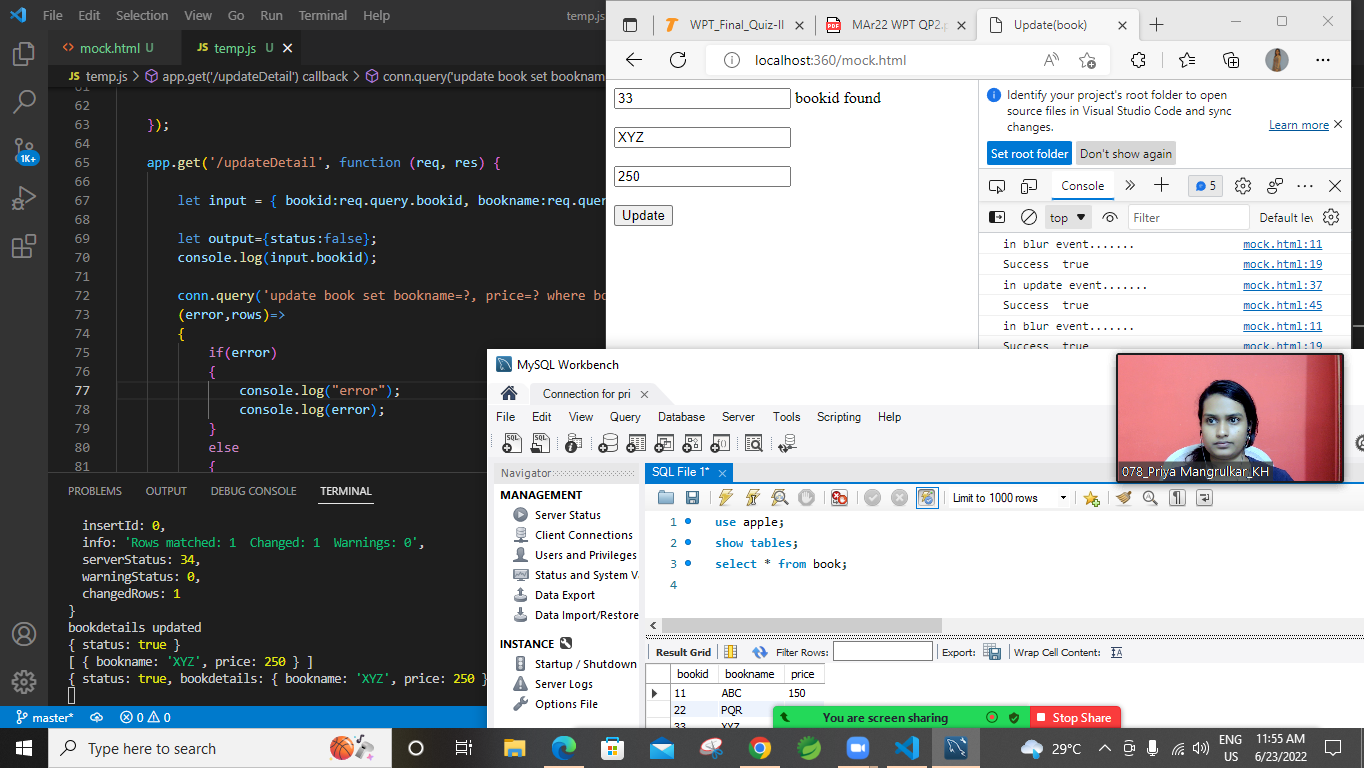 File Edit Selection View Go Run Terminal Help temp.js
mock.html U
JS temp.js U
JS temp.js > app.get('/updateDetail') callback > conn.query('update book set booknam
61
62
63 });
64
65 app.get('/updateDetail', function (req, res) {
66
67 let input = { bookid:req.query.bookid, bookname:req.que
68
69 let output={status:false};
70 console.log(input.bookid);
71
72 conn.query('update book set bookname=?, price=? where bo
73 (error,rows)=>
74 {
75 if(error)
76 {
77 console.log("error");
78 console.log(error);
79 }
80 else
81 {
PROBLEMS OUTPUT DEBUG CONSOLE TERMINAL
insertId: 0,
info: 'Rows matched: 1 Changed: 1 Warnings: 0',
serverStatus: 34,
warningStatus: 0,
changedRows: 1
}
bookdetails updated
{ status: true }
[ { bookname: 'XYZ', price: 250 } ]
{ status: true, bookdetails: { bookname: 'XYZ', price: 250 }
1K+
master* 0 0
WPT_Final_Quiz-II
PDF MAr22 WPT QP2.
Update(book)
localhost:360/mock.html
33 bookid found
XYZ
250
Update
Identify your project's root folder to open
source files in Visual Studio Code and sync
changes.
Learn more
Set root folder Don't show again
Console 5
top Filter Default lev
in blur event....... mock.html:11
Success true mock.html:19
in update event....... mock.html:37
Success true mock.html:45
in blur event....... mock.html:11
Success true mock.html:19
MySQL Workbench
Connection for pri
File Edit View Query Database Server Tools Scripting Help
Navigator
MANAGEMENT
Server Status
Client Connections
Users and Privileges
Status and System Va
Data Export
Data Import/Restore
INSTANCE
Startup / Shutdown
Server Logs
Options File
SQL File 1*
Limit to 1000 rows
1 use apple;
2 show tables;
3 select * from book;
4
Result Grid Filter Rows: Export: Wrap Cell Content:
bookid bookname price
11 ABC 150
22 PQR
33 XYZ
078_Priya Mangrulkar_KH
You are screen sharing Stop Share
Type here to search
29°C
ENG
US
11:55 AM
6/23/2022